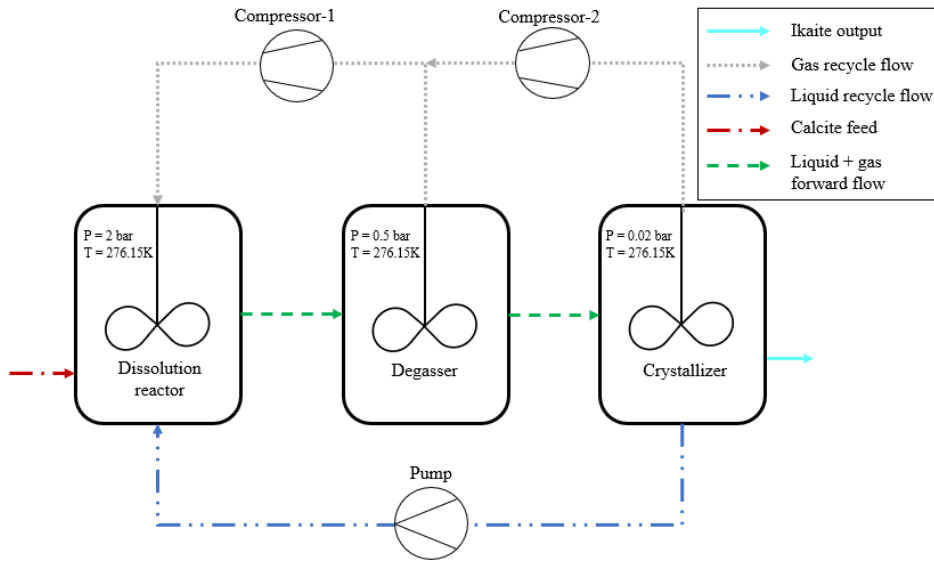 Compressor-1
Compressor-2
Ikaite output
Gas recycle flow
Liquid recycle flow
Calcite feed
Liquid + gas
forward flow
P = 2 bar
T = 276.15K
P = 0.5 bar
T = 276.15K
P = 0.02 bar
T = 276.15K
Dissolution
reactor
Degasser
Crystallizer
Pump